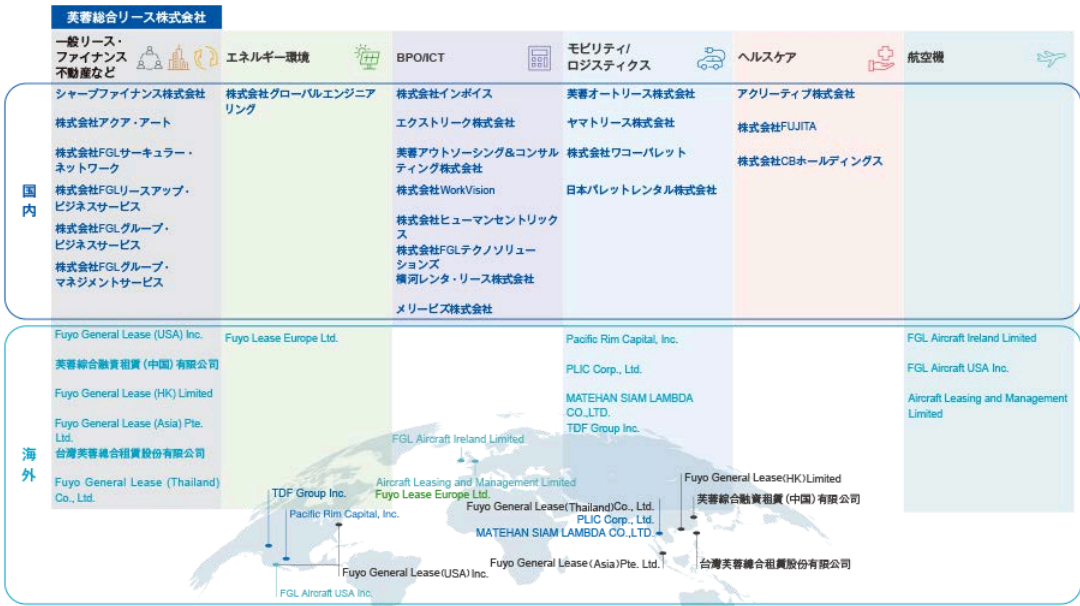 芙蓉総合リース株式会社
一般リース・
ファイナンス
不動産など
エネルギー環境
BPO/ICT
モビリティ/
ロジスティクス
ヘルスケア
航空機
国内
シャープファイナンス株式会社
株式会社アクア・アート
株式会社FGLサーキュラー・
ネットワーク
株式会社FGLリースアップ・
ビジネスサービス
株式会社FGLグループ・
ビジネスサービス
株式会社FGLグループ・
マネジメントサービス
株式会社グローバルエンジニア
リング
株式会社インボイス
エクストリーク株式会社
芙蓉アウトソーシング&コンサル
ティング株式会社
株式会社WorkVision
株式会社ヒューマンセントリック
ス
株式会社FGLテクノソリュー
ションズ
横河レンタ・リース株式会社
メリービズ株式会社
芙蓉オートリース株式会社
ヤマトリース株式会社
株式会社ワコーパレット
日本パレットレンタル株式会社
アクリーティブ株式会社
株式会社FUJITA
株式会社CBホールディングス
海外
Fuyo General Lease (USA) Inc.
芙蓉綜合融資租賃(中国)有限公司
Fuyo General Lease (HK) Limited
Fuyo General Lease (Asia) Pte.
Ltd.
台灣芙蓉總合租賃股份有限公司
Fuyo General Lease (Thailand)
Co., Ltd.
Fuyo Lease Europe Ltd.
Pacific Rim Capital, Inc.
PLIC Corp., Ltd.
MATEHAN SIAM LAMBDA
CO.,LTD.
TDF Group Inc.
FGL Aircraft Ireland Limited
FGL Aircraft USA Inc.
Aircraft Leasing and Management
Limited
FGL Aircraft Ireland Limited
Aircraft Leasing and Management Limited
Fuyo Lease Europe Ltd.
TDF Group Inc.
Pacific Rim Capital, Inc.
Fuyo General Lease(USA)Inc.
FGL Aircraft USA Inc.
Fuyo General Lease(HK)Limited
芙蓉綜合融資租賃(中国)有限公司
Fuyo General Lease(Thailand)Co., Ltd.
PLIC Corp., Ltd.
MATEHAN SIAM LAMBDA CO.,LTD.
Fuyo General Lease(Asia)Pte. Ltd.
台灣芙蓉總合租賃股份有限公司